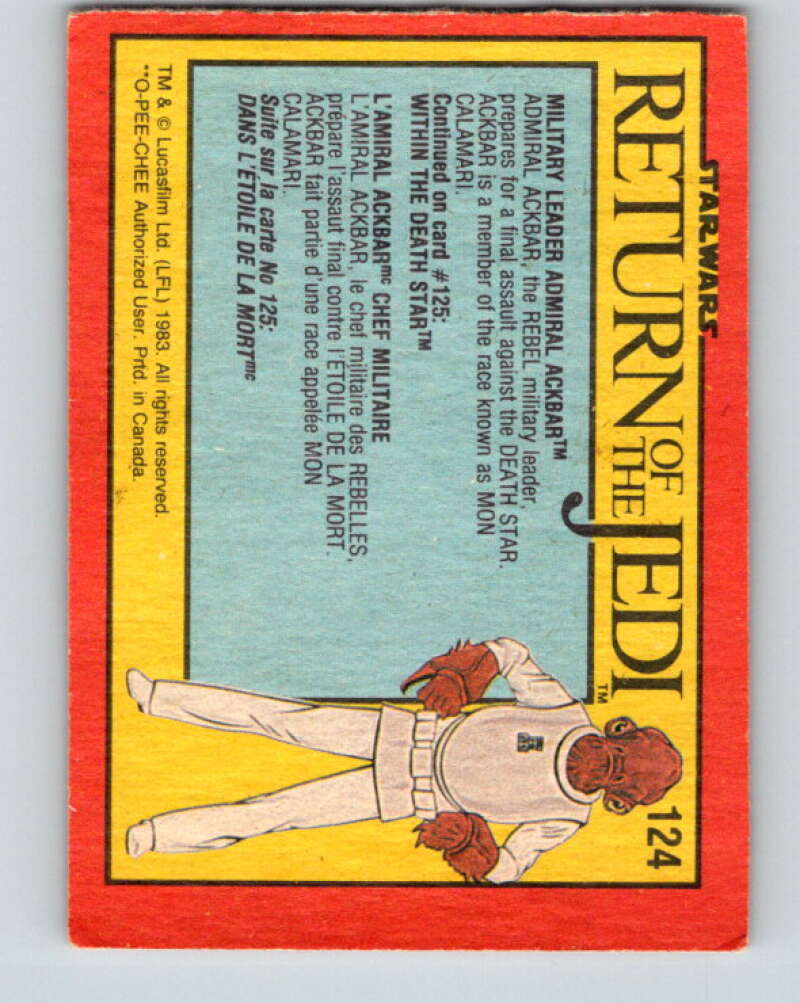 STAR WARS
RETURN OF THE JEDI™
124
MILITARY LEADER ADMIRAL ACKBAR™
ADMIRAL ACKBAR, the REBEL military leader,
prepares for a final assault against the DEATH STAR.
ACKBAR is a member of the race known as MON
CALAMARI.
Continued on card #125:
WITHIN THE DEATH STAR™
L'AMIRAL ACKBARmc CHEF MILITAIRE
L'AMIRAL ACKBAR, le chef militaire des REBELLES,
prépare l'assaut final contre l'ÉTOILE DE LA MORT.
ACKBAR fait partie d'une race appelée MON
CALAMARI.
Suite sur la carte No 125:
DANS L'ÉTOILE DE LA MORTmc
TM & © Lucasfilm Ltd. (LFL) 1983. All rights reserved.
**O-PEE-CHEE Authorized User. Prtd. in Canada.